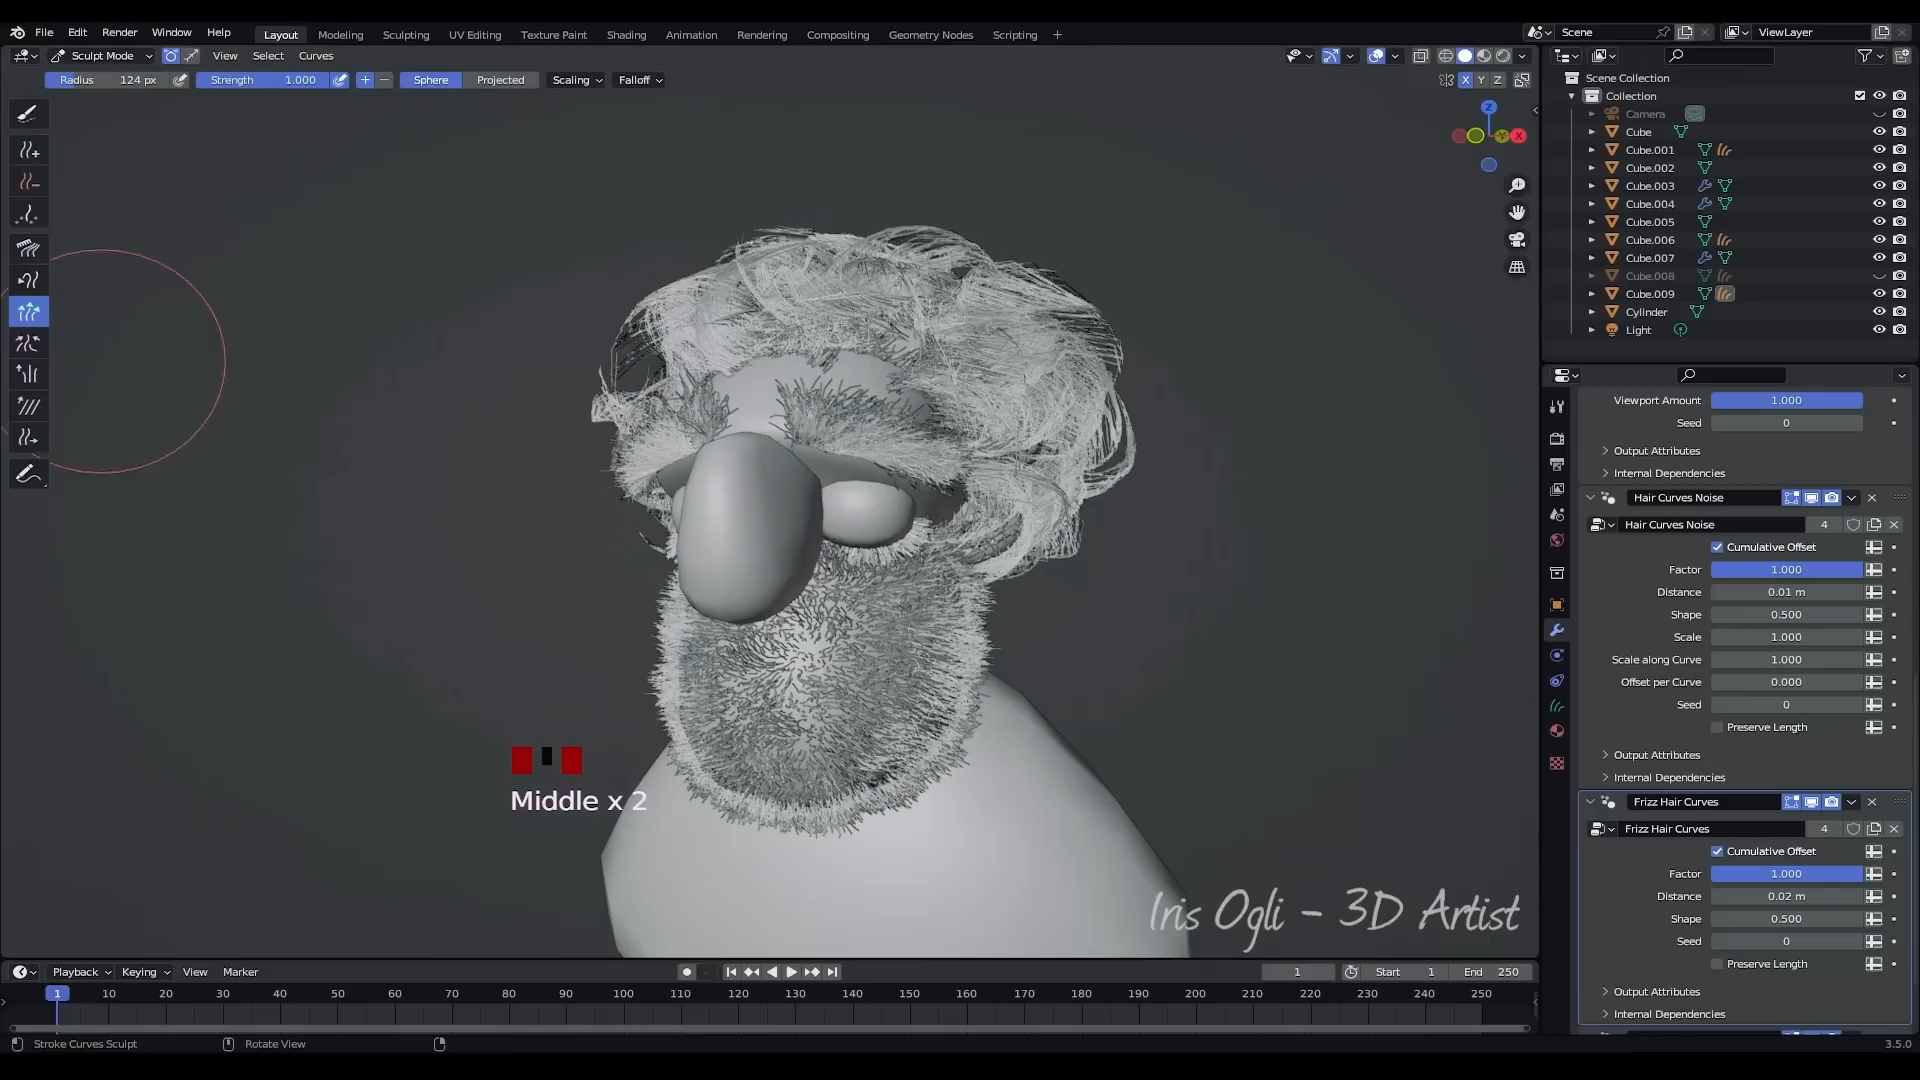 File Edit Render Window Help Layout Modeling Sculpting UV Editing Texture Paint Shading Animation Rendering Compositing Geometry Nodes Scripting + Scene ViewLayer
Sculpt Mode View Select Curves
Radius 124 px Strength 1.000 + − Sphere Projected Scaling Falloff X Y Z
Z
X
Scene Collection
Collection
Camera
Cube
Cube.001
Cube.002
Cube.003
Cube.004
Cube.005
Cube.006
Cube.007
Cube.008
Cube.009
Cylinder
Light
Viewport Amount 1.000
Seed 0
Output Attributes
Internal Dependencies
Hair Curves Noise
Hair Curves Noise 4
Cumulative Offset
Factor 1.000
Distance 0.01 m
Shape 0.500
Scale 1.000
Scale along Curve 1.000
Offset per Curve 0.000
Seed 0
Preserve Length
Output Attributes
Internal Dependencies
Frizz Hair Curves
Frizz Hair Curves 4
Cumulative Offset
Factor 1.000
Distance 0.02 m
Shape 0.500
Seed 0
Preserve Length
Output Attributes
Internal Dependencies
Middle x 2
Iris Ogli - 3D Artist
Playback Keying View Marker 1 Start 1 End 250
1 10 20 30 40 50 60 70 80 90 100 110 120 130 140 150 160 170 180 190 200 210 220 230 240 250
Stroke Curves Sculpt Rotate View 3.5.0